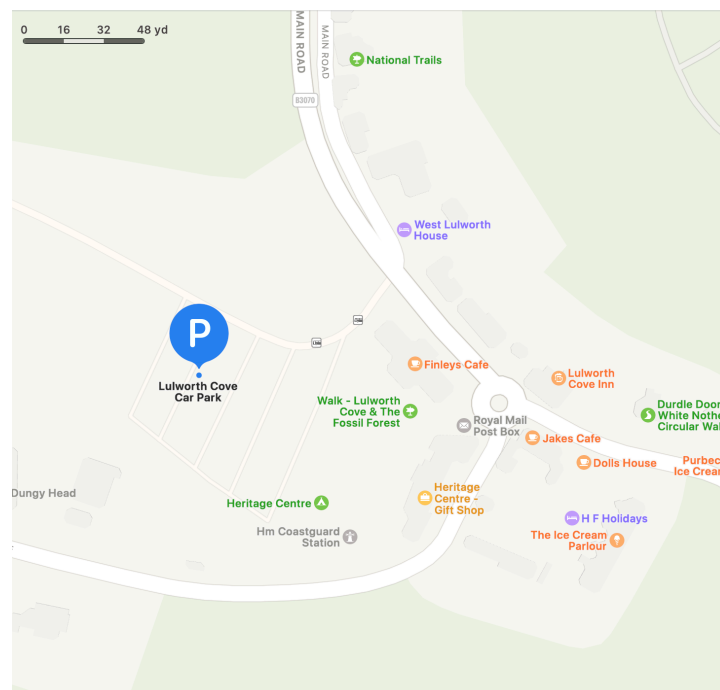 0 16 32 48 yd
MAIN ROAD
MAIN ROAD
National Trails
B3070
West Lulworth
House
P
Lulworth Cove
Car Park
Finleys Cafe
Lulworth
Cove Inn
Walk - Lulworth
Cove & The
Fossil Forest
Durdle Door
White Nothe
Circular Wal
Royal Mail
Post Box
Jakes Cafe
Dolls House
Purbec
Ice Cream
Dungy Head
Heritage Centre
Heritage
Centre -
Gift Shop
Hm Coastguard
Station
H F Holidays
The Ice Cream
Parlour